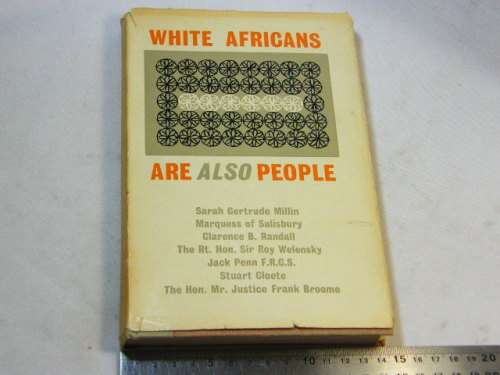 WHITE AFRICANS
ARE ALSO PEOPLE
Sarah Gertrude Millin
Marquess of Salisbury
Clarence B. Randall
The Rt. Hon. Sir Roy Welensky
Jack Penn F.R.C.S.
Stuart Cloete
The Hon. Mr. Justice Frank Broome
10 11 12 13 14 15 16 17 18 19 20